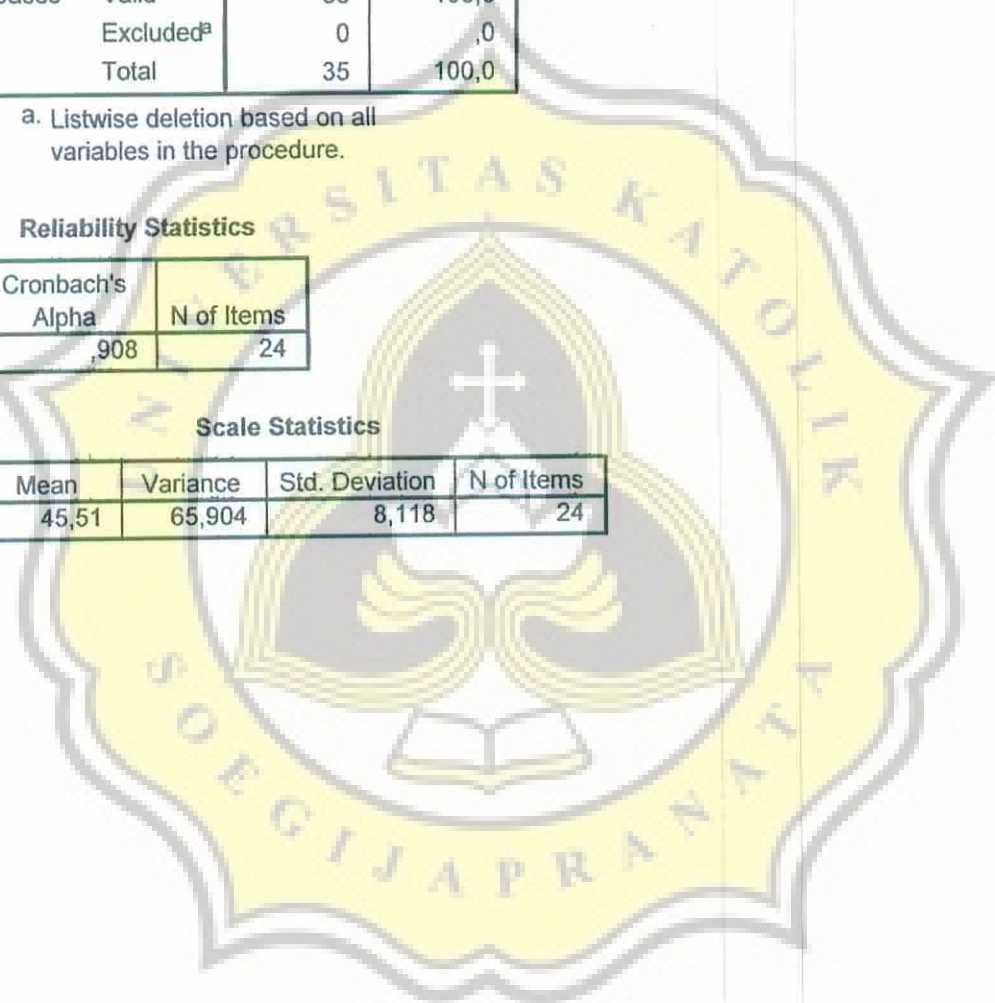 Excludedᵃ 0 ,0
Total 35 100,0
a. Listwise deletion based on all
variables in the procedure.
Reliability Statistics
Cronbach's
Alpha N of Items
,908 24
Scale Statistics
Mean Variance Std. Deviation N of Items
45,51 65,904 8,118 24
UNIVERSITAS KATOLIK
SOEGIJAPRANATA